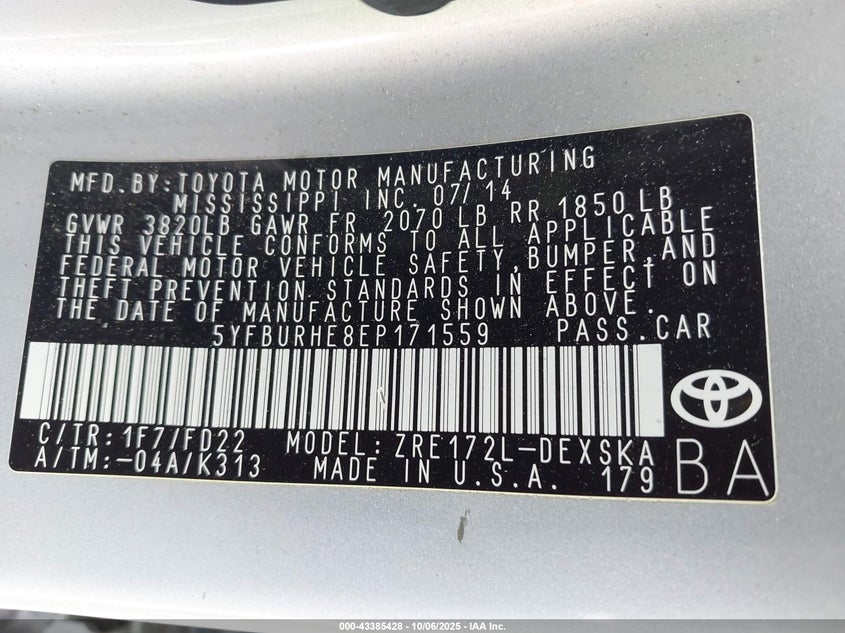 MFD.BY:TOYOTA MOTOR MANUFACTURING
MISSISSIPPI INC. 07/14
GVWR 3820LB GAWR FR 2070 LB RR 1850 LB
THIS VEHICLE CONFORMS TO ALL APPLICABLE
FEDERAL MOTOR VEHICLE SAFETY,BUMPER,AND
THEFT PREVENTION STANDARDS IN EFFECT ON
THE DATE OF MANUFACTURE SHOWN ABOVE.
5YFBURHE8EP171559 PASS.CAR
C/TR:1F7/FD22 MODEL:ZRE172L-DEXSKA
A/TM:-04A/K313 MADE IN U.S.A. 179
BA
000-43385428 - 10/06/2025 - IAA Inc.